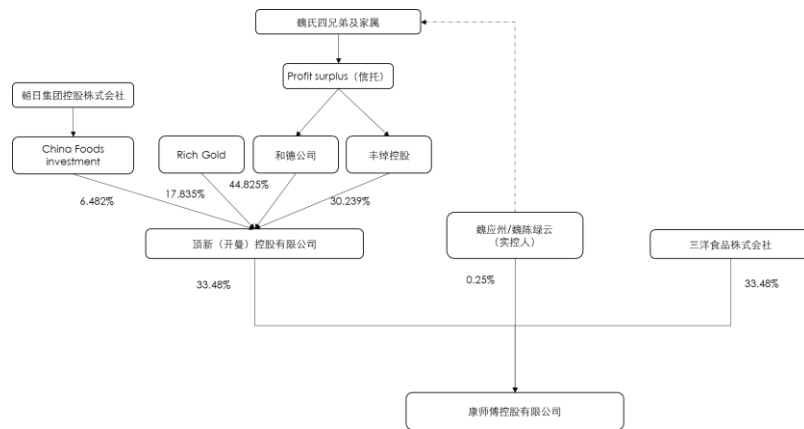 魏氏四兄弟及家属
Profit surplus（信托）
朝日集团控股株式会社
China Foods
investment
Rich Gold
和德公司
丰绰控股
6.482%
17.835%
44.825%
30.239%
顶新（开曼）控股有限公司
魏应州/魏陈绿云
（实控人）
三洋食品株式会社
33.48%
0.25%
33.48%
康师傅控股有限公司